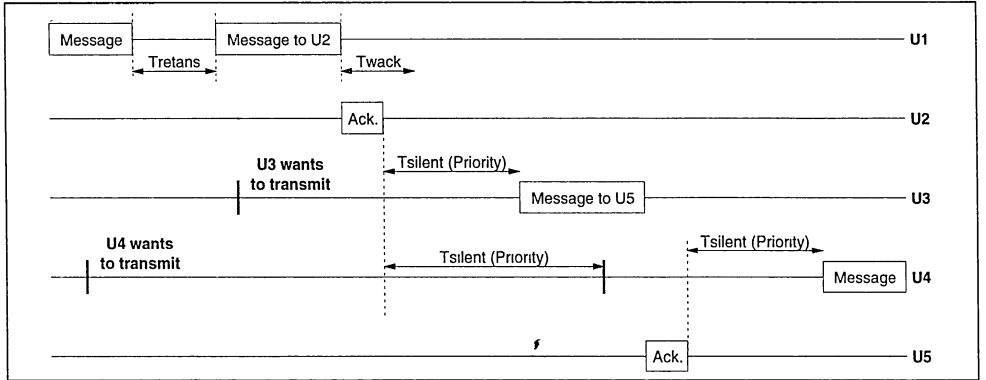 Message
Message to U2
U1
Tretans
Twack
Ack.
U2
U3 wants
to transmit
Tsilent (Priority)
Message to U5
U3
U4 wants
to transmit
Tsilent (Priority)
Tsilent (Priority)
Message
U4
Ack.
U5